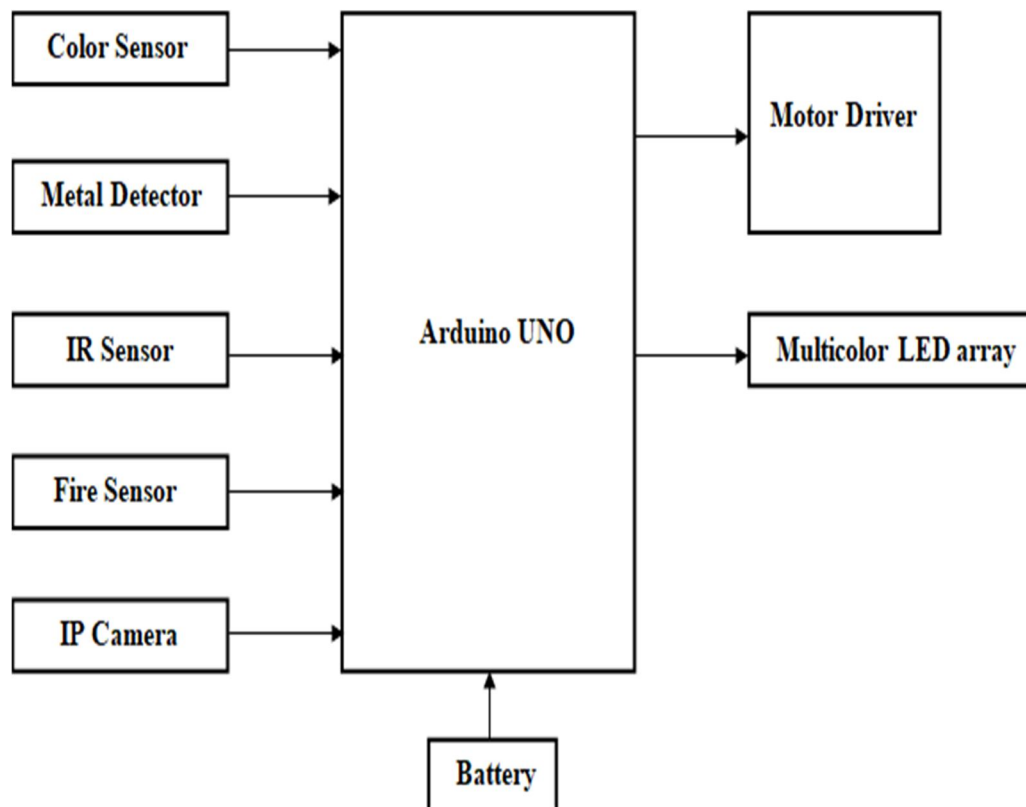 Color Sensor
Metal Detector
IR Sensor
Fire Sensor
IP Camera
Arduino UNO
Battery
Motor Driver
Multicolor LED array